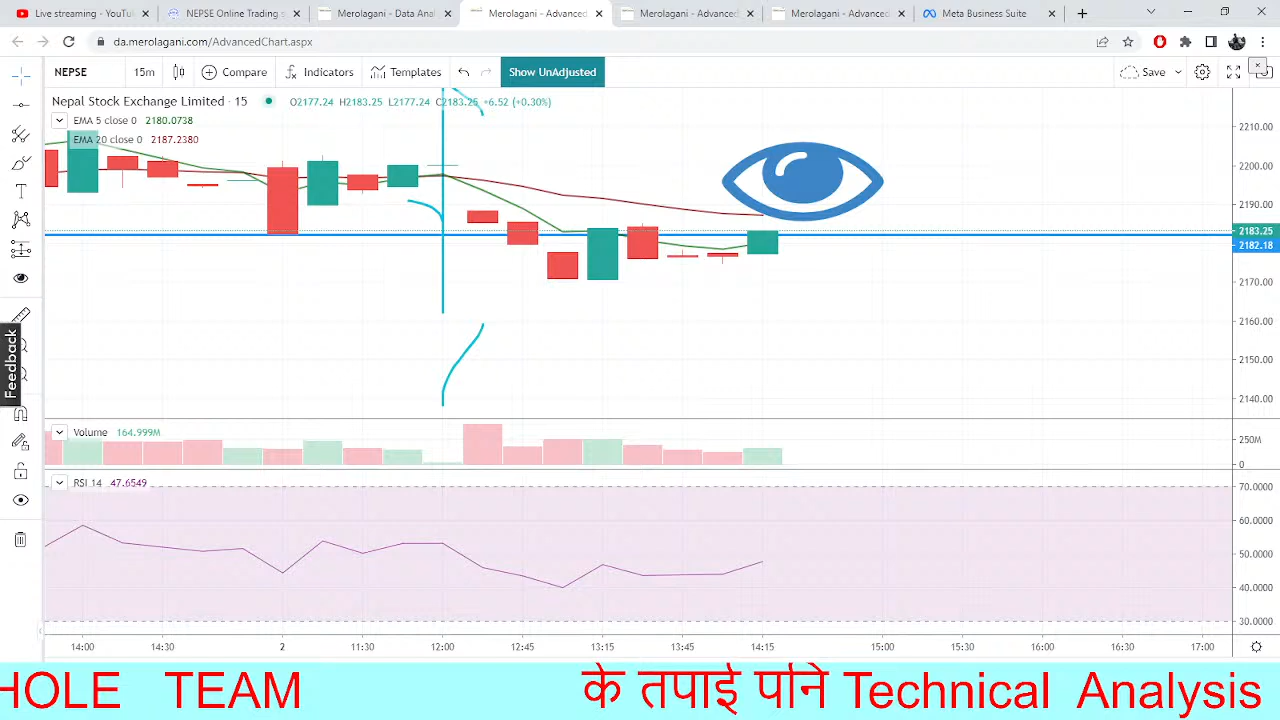 Live streaming - YouTu
NEPSE Online Trading s
Merolagani - Data Anal
Merolagani - Advanced
Merolagani - Advanced
Merolagani - Advanced
Meta Business Suite
da.merolagani.com/AdvancedChart.aspx
NEPSE 15m Compare Indicators Templates Show UnAdjusted Save
Nepal Stock Exchange Limited · 15 O2177.24 H2183.25 L2177.24 C2183.25 +6.52 (+0.30%)
EMA 5 close 0 2180.0738
EMA 20 close 0 2187.2380
2210.00
2200.00
2190.00
2183.25
2182.18
2170.00
2160.00
2150.00
2140.00
Feedback
Volume 164.999M
250M
0
RSI 14 47.6549
70.0000
60.0000
50.0000
40.0000
30.0000
14:00 14:30 2 11:30 12:00 12:45 13:15 13:45 14:15 15:00 15:30 16:00 16:30 17:00
HOLE TEAM के तपाई पनि Technical Analysis